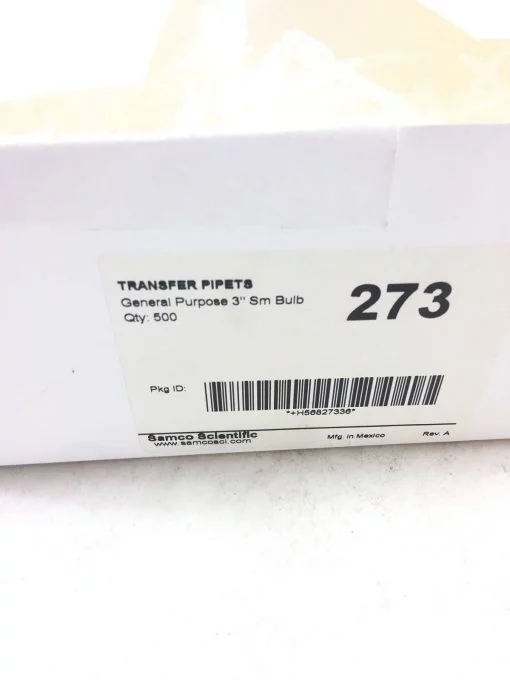 TRANSFER PIPETS
General Purpose 3" Sm Bulb
Qty: 500
273
Pkg ID:
*+H56827336*
Samco Scientific
www.samcosci.com
Mfg. in Mexico
Rev. A